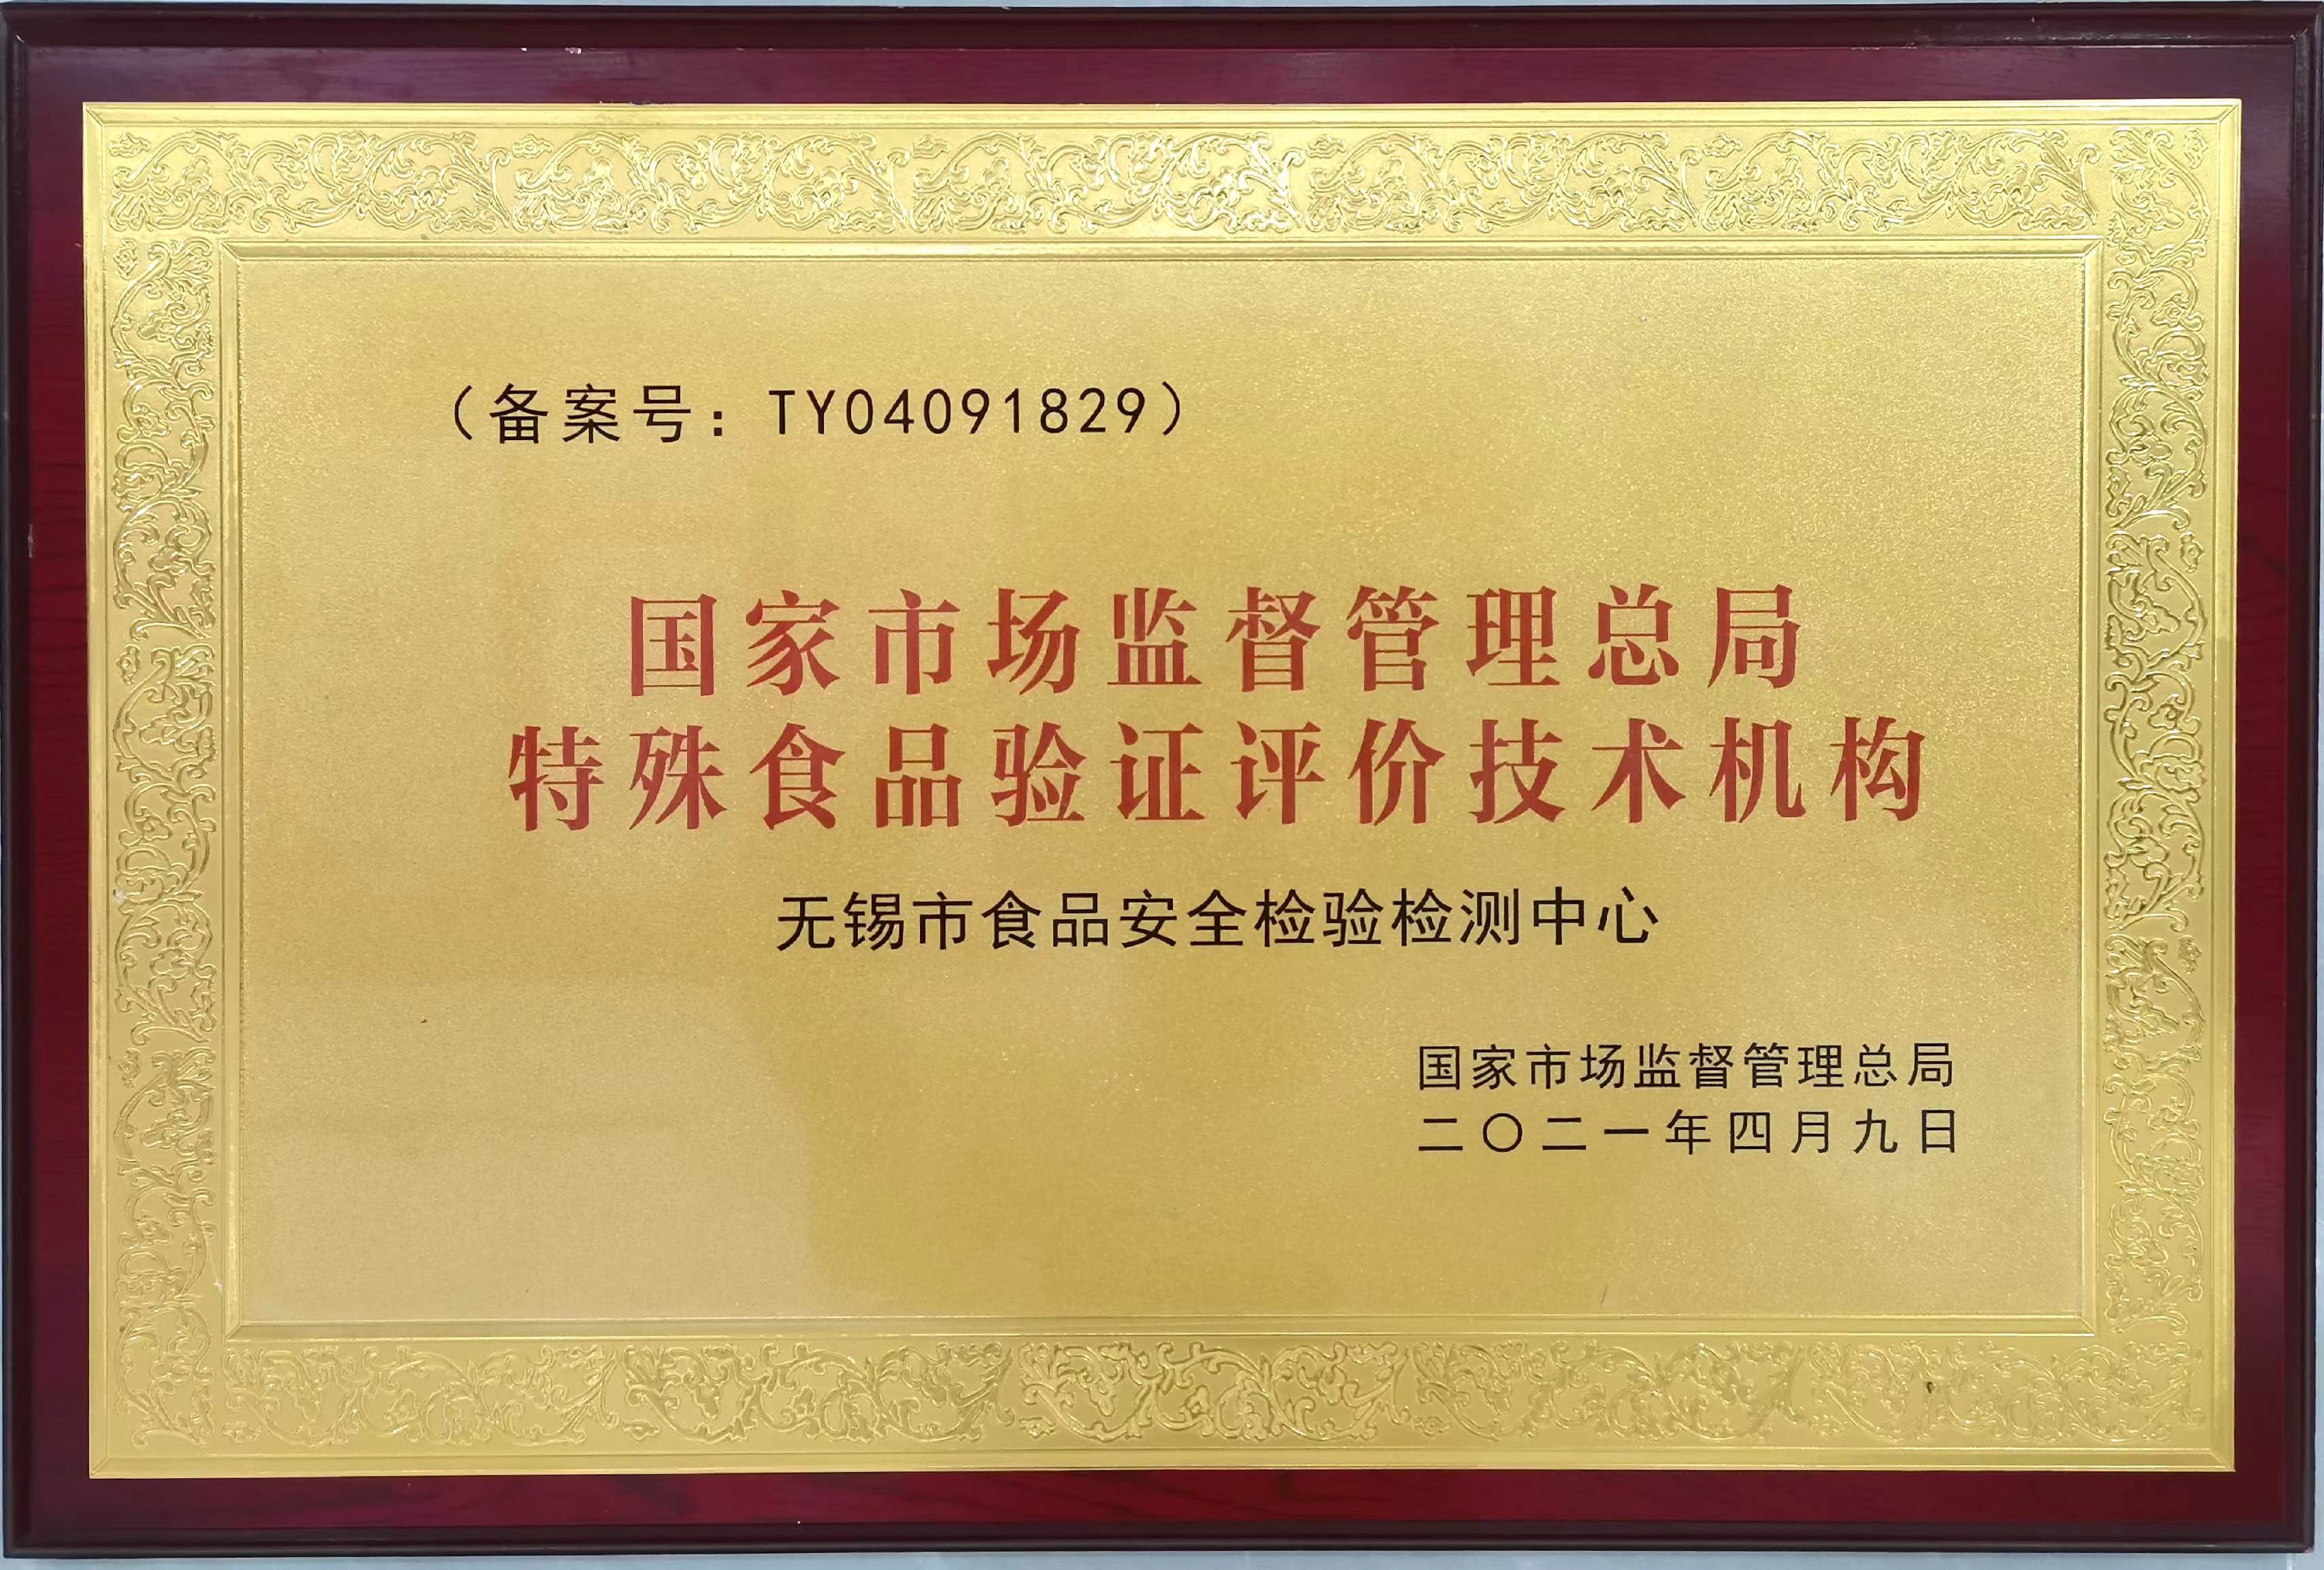 （备案号：TY04091829）
国家市场监督管理总局
特殊食品验证评价技术机构
无锡市食品安全检验检测中心
国家市场监督管理总局
二〇二一年四月九日